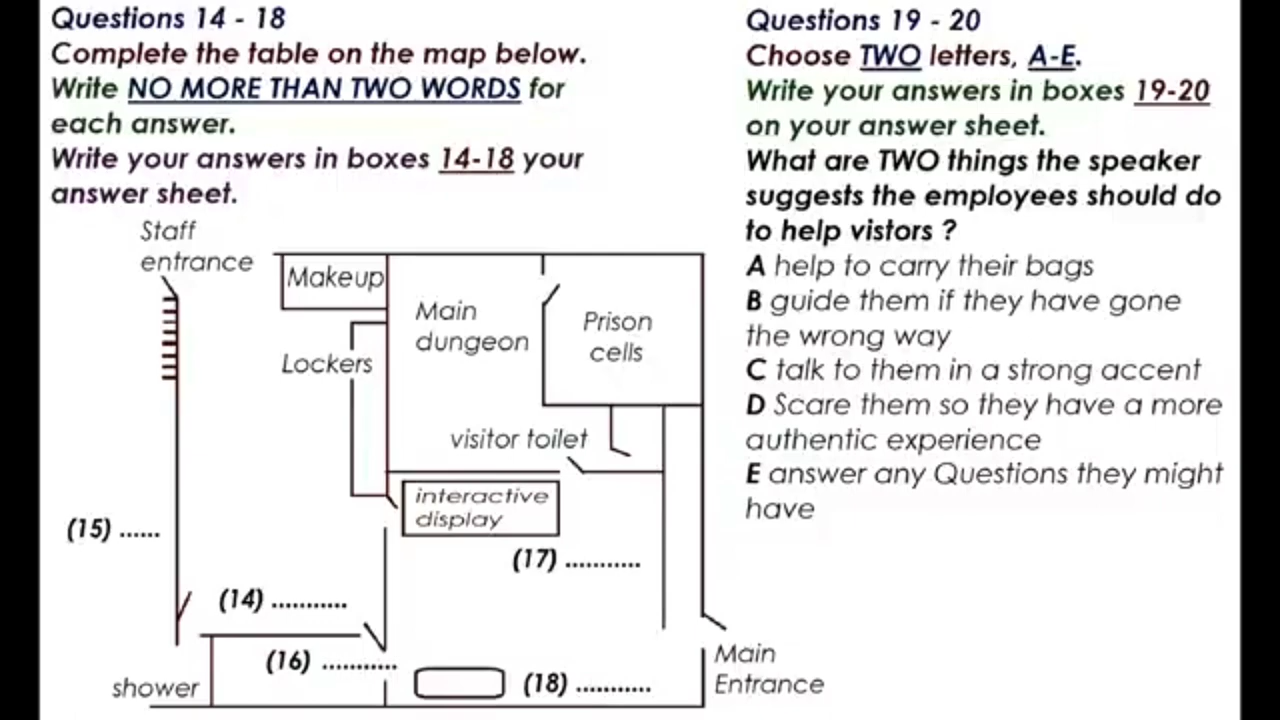 Questions 14 - 18
Complete the table on the map below.
Write NO MORE THAN TWO WORDS for
each answer.
Write your answers in boxes 14-18 your
answer sheet.
Staff
entrance
Makeup
Main
dungeon
Prison
cells
Lockers
visitor toilet
interactive
display
(15) ......
(17) ...........
(14) ...........
(16) ...........
shower
(18) ...........
Main
Entrance
Questions 19 - 20
Choose TWO letters, A-E.
Write your answers in boxes 19-20
on your answer sheet.
What are TWO things the speaker
suggests the employees should do
to help vistors ?
A help to carry their bags
B guide them if they have gone
the wrong way
C talk to them in a strong accent
D Scare them so they have a more
authentic experience
E answer any Questions they might
have